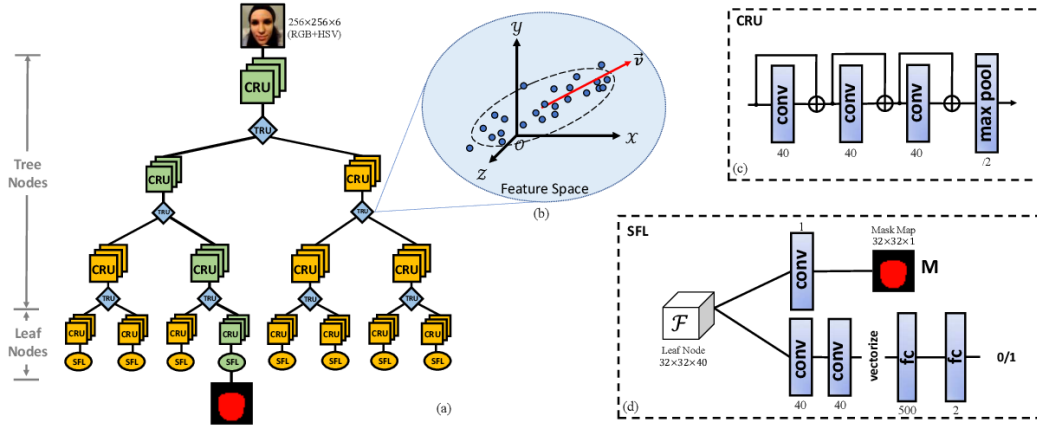 256×256×6
(RGB+HSV)
CRU
TRU
Tree
Nodes
CRU
CRU
TRU
TRU
CRU
CRU
CRU
CRU
TRU
TRU
TRU
TRU
Leaf
Nodes
CRU
CRU
CRU
CRU
CRU
CRU
CRU
CRU
SFL
SFL
SFL
SFL
SFL
SFL
SFL
SFL
(a)
y
v
x
z
o
Feature Space
(b)
CRU
conv
conv
conv
max pool
40
40
40
/2
(c)
SFL
1
conv
Mask Map
32×32×1
M
F
Leaf Node
32×32×40
conv
conv
vectorize
fc
fc
0/1
40
40
500
2
(d)